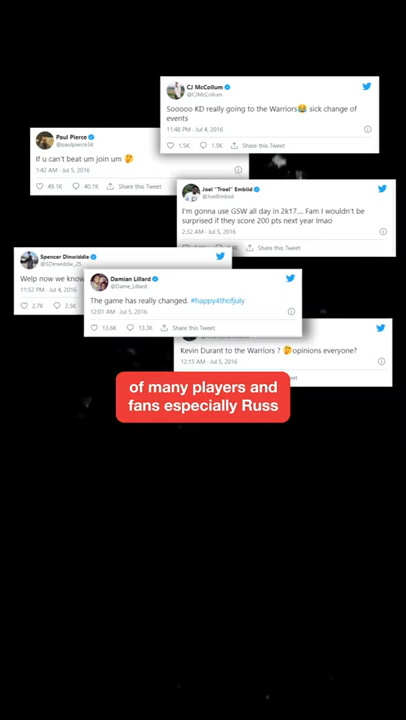 CJ McCollum
@CJMcCollum
Sooooo KD really going to the Warriors😂 sick change of
events
11:48 PM · Jul 4, 2016
1.5K 1.5K Share this Tweet
Paul Pierce
@paulpierce34
If u can't beat um join um 🤔
1:42 AM · Jul 5, 2016
49.1K 40.1K Share this Tweet
Joel "Troel" Embiid
@JoelEmbiid
I'm gonna use GSW all day in 2k17.... Fam I wouldn't be
surprised if they score 200 pts next year lmao
2:52 AM · Jul 5, 2016
Share this Tweet
Spencer Dinwiddie
@SDinwiddie_25
Welp now we know
11:52 PM · Jul 4, 2016
2.7K 2.5K
Damian Lillard
@Dame_Lillard
The game has really changed. #happy4thofjuly
12:01 AM · Jul 5, 2016
13.6K 13.3K Share this Tweet
Kevin Durant to the Warriors ? 🤔opinions everyone?
12:15 AM · Jul 5, 2016
of many players and
fans especially Russ